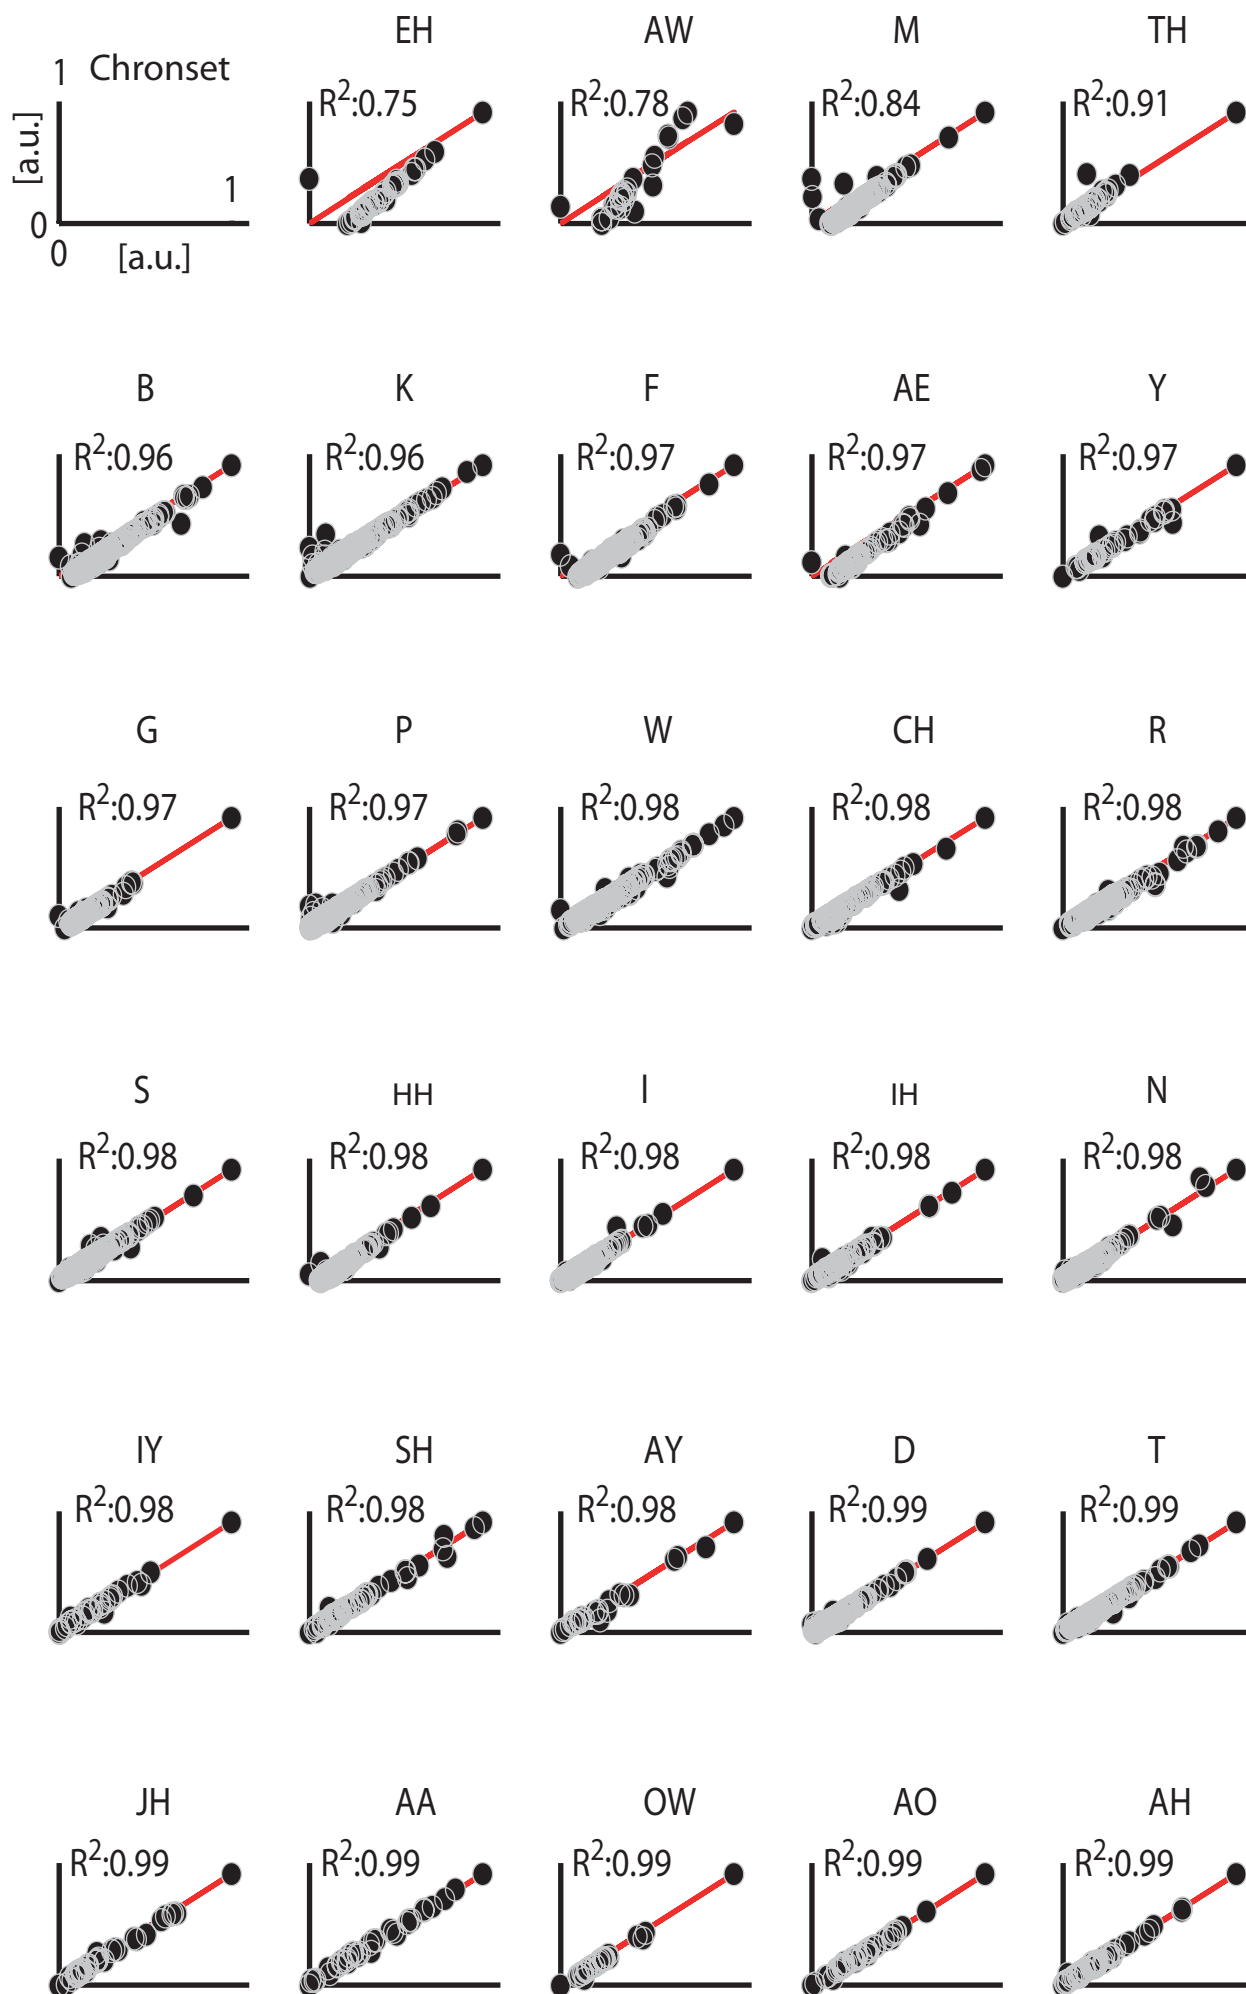 EH AW M TH
1 Chronset
R²:0.75 R²:0.78 R²:0.84 R²:0.91
[a.u.]
1
0
0 [a.u.]
B K F AE Y
R²:0.96 R²:0.96 R²:0.97 R²:0.97 R²:0.97
G P W CH R
R²:0.97 R²:0.97 R²:0.98 R²:0.98 R²:0.98
S HH I IH N
R²:0.98 R²:0.98 R²:0.98 R²:0.98 R²:0.98
IY SH AY D T
R²:0.98 R²:0.98 R²:0.98 R²:0.99 R²:0.99
JH AA OW AO AH
R²:0.99 R²:0.99 R²:0.99 R²:0.99 R²:0.99